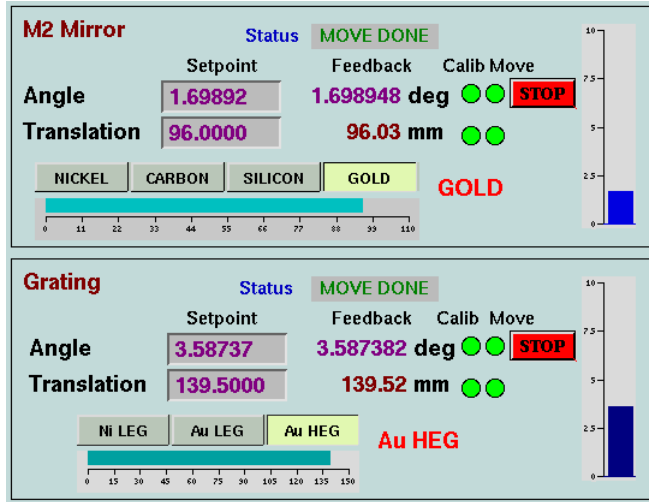 M2 Mirror Status MOVE DONE
Setpoint Feedback Calib Move
Angle 1.69892 1.698948 deg STOP
Translation 96.0000 96.03 mm
NICKEL CARBON SILICON GOLD GOLD
0 11 22 33 44 55 66 77 88 99 110
10
7.5
5
2.5
0
Grating Status MOVE DONE
Setpoint Feedback Calib Move
Angle 3.58737 3.587382 deg STOP
Translation 139.5000 139.52 mm
Ni LEG Au LEG Au HEG Au HEG
0 15 30 45 60 75 90 105 120 135 150
10
7.5
5
2.5
0